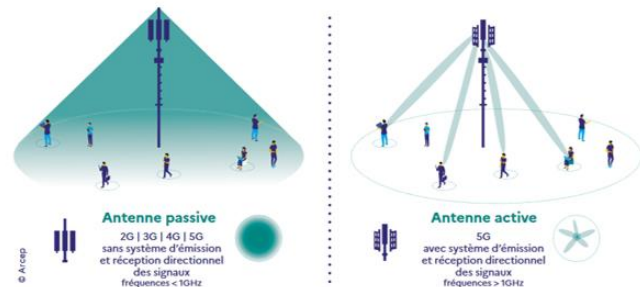 Antenne passive
2G | 3G | 4G | 5G
sans système d'émission
et réception directionnel
des signaux
fréquences < 1GHz
Antenne active
5G
avec système d'émission
et réception directionnel
des signaux
fréquences > 1GHz
© Arcep